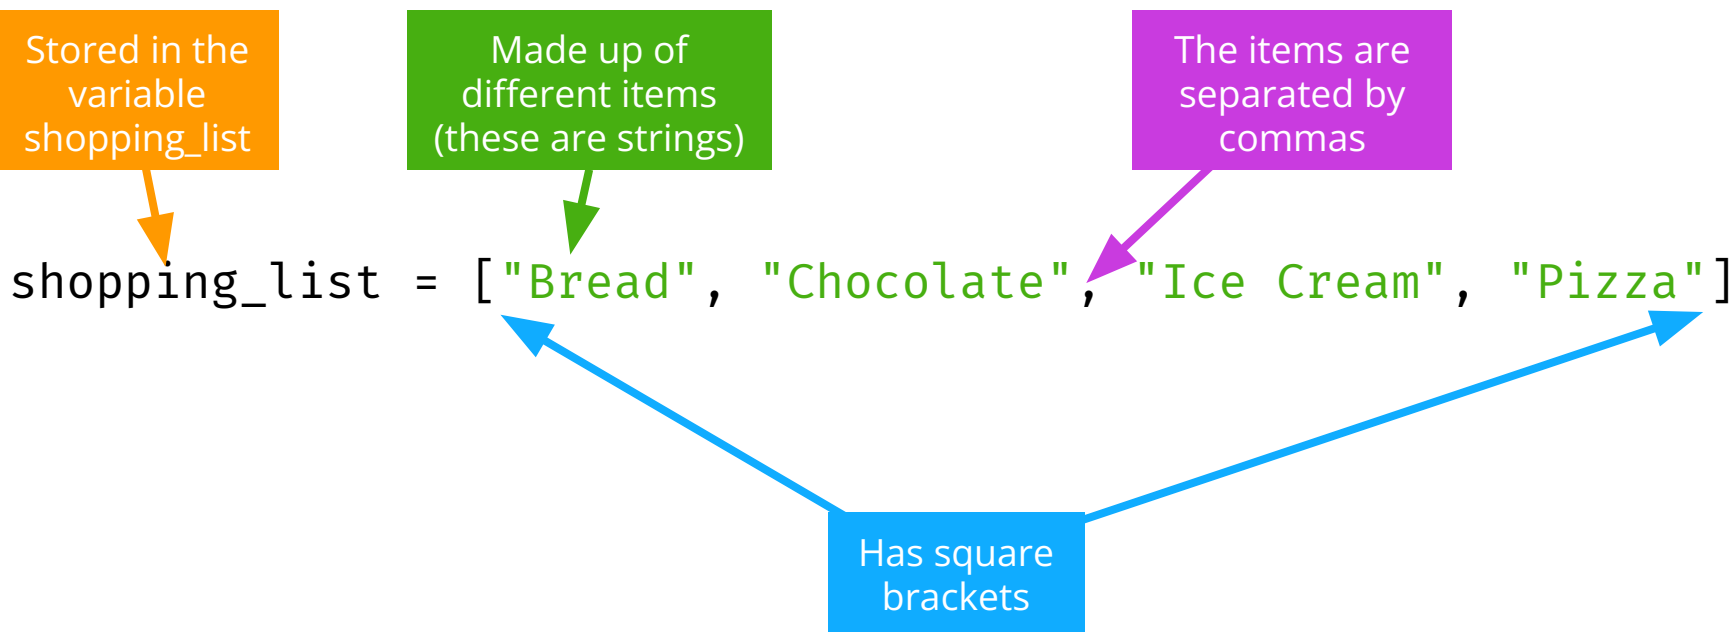 Stored in the
variable
shopping_list
Made up of
different items
(these are strings)
The items are
separated by
commas
shopping_list = ["Bread", "Chocolate", "Ice Cream", "Pizza"]
Has square
brackets